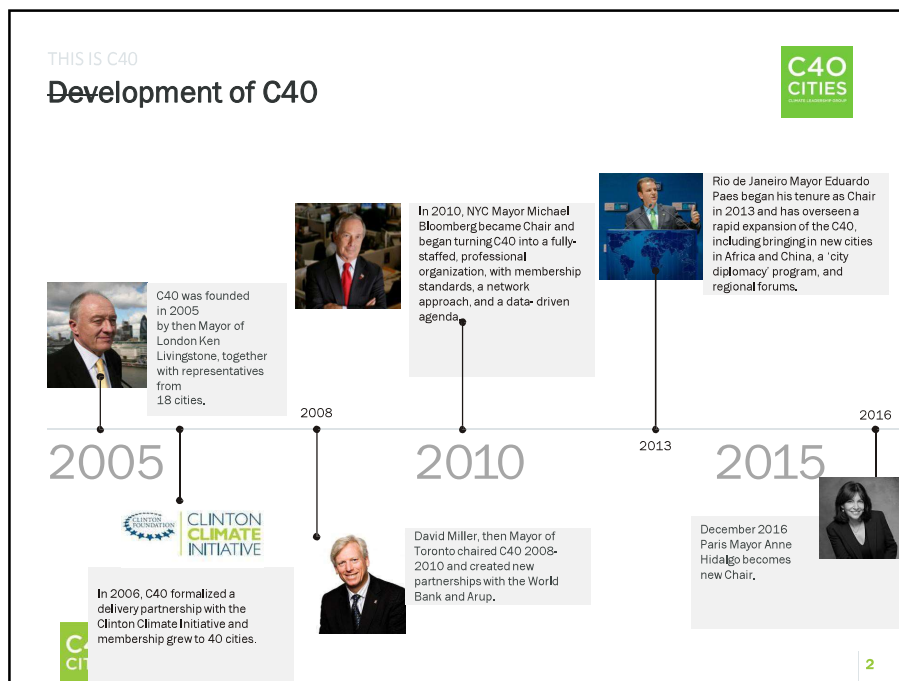 THIS IS C40
Development of C40
C40
CITIES
CLIMATE LEADERSHIP GROUP
C40 was founded
in 2005
by then Mayor of
London Ken
Livingstone, together
with representatives
from
18 cities.
In 2010, NYC Mayor Michael
Bloomberg became Chair and
began turning C40 into a fully-
staffed, professional
organization, with membership
standards, a network
approach, and a data- driven
agenda.
Rio de Janeiro Mayor Eduardo
Paes began his tenure as Chair
in 2013 and has overseen a
rapid expansion of the C40,
including bringing in new cities
in Africa and China, a ‘city
diplomacy’ program, and
regional forums.
2008
2016
2005
2010
2013
2015
CLINTON
FOUNDATION
CLINTON
CLIMATE
INITIATIVE
In 2006, C40 formalized a
delivery partnership with the
Clinton Climate Initiative and
membership grew to 40 cities.
David Miller, then Mayor of
Toronto chaired C40 2008-
2010 and created new
partnerships with the World
Bank and Arup.
December 2016
Paris Mayor Anne
Hidalgo becomes
new Chair.
C4
CIT
2